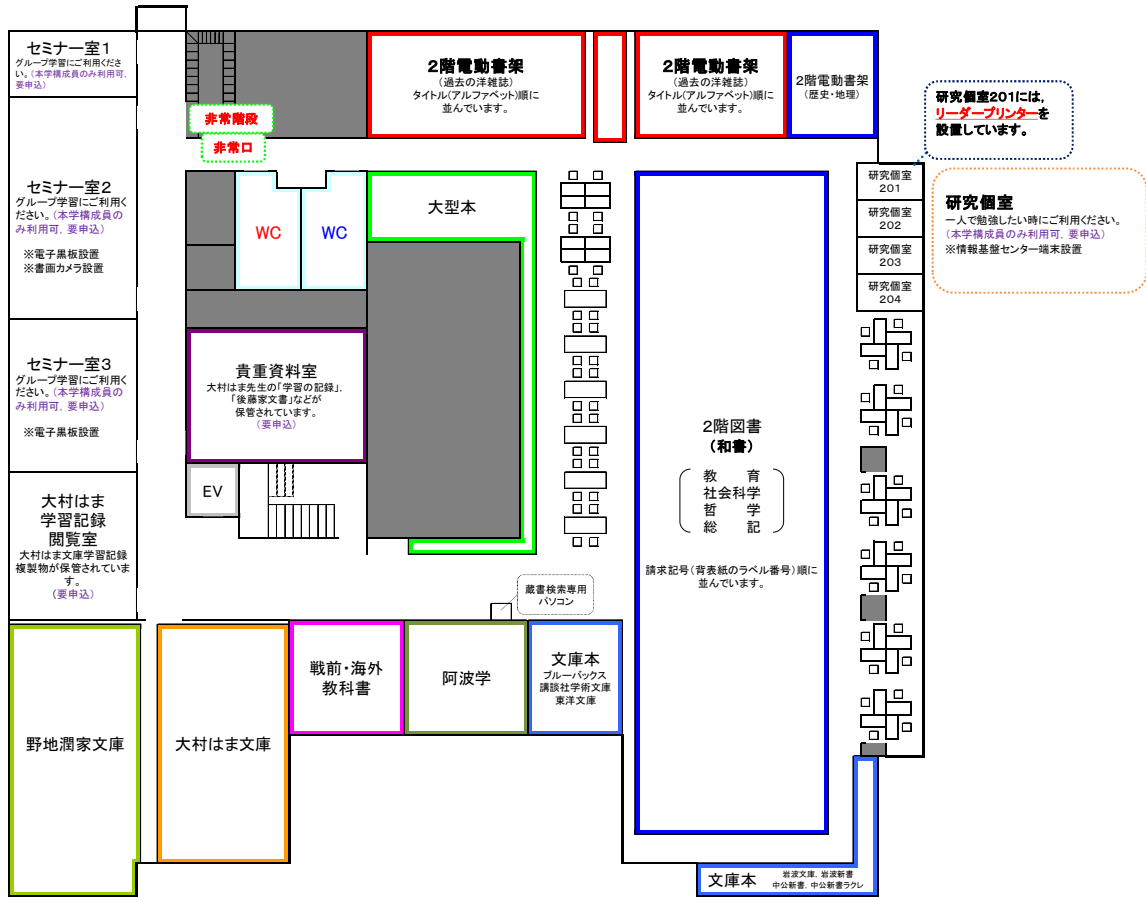 セミナー室1
グループ学習にご利用くださ
い。(本学構成員のみ利用可,
要申込)
2階電動書架
(過去の洋雑誌)
タイトル(アルファベット)順に
並んでいます。
2階電動書架
(過去の洋雑誌)
タイトル(アルファベット)順に
並んでいます。
2階電動書架
(歴史・地理)
研究個室201には,
リーダープリンターを
設置しています。
非常階段
非常口
セミナー室2
グループ学習にご利用く
ださい。(本学構成員の
み利用可, 要申込)
※電子黒板設置
※書画カメラ設置
WC
WC
大型本
研究個室
201
研究個室
202
研究個室
203
研究個室
204
研究個室
一人で勉強したい時にご利用ください。
(本学構成員のみ利用可, 要申込)
※情報基盤センター端末設置
セミナー室3
グループ学習にご利用く
ださい。(本学構成員の
み利用可, 要申込)
※電子黒板設置
貴重資料室
大村はま先生の「学習の記録」,
「後藤家文書」などが
保管されています。
(要申込)
2階図書
(和書)
教 育
社会科学
哲 学
総 記
請求記号(背表紙のラベル番号)順に
並んでいます。
EV
大村はま
学習記録
閲覧室
大村はま文庫学習記録
複製物が保管されていま
す。
(要申込)
蔵書検索専用
パソコン
野地潤家文庫
大村はま文庫
戦前・海外
教科書
阿波学
文庫本
ブルーバックス
講談社学術文庫
東洋文庫
文庫本
岩波文庫, 岩波新書
中公新書, 中公新書ラクレ